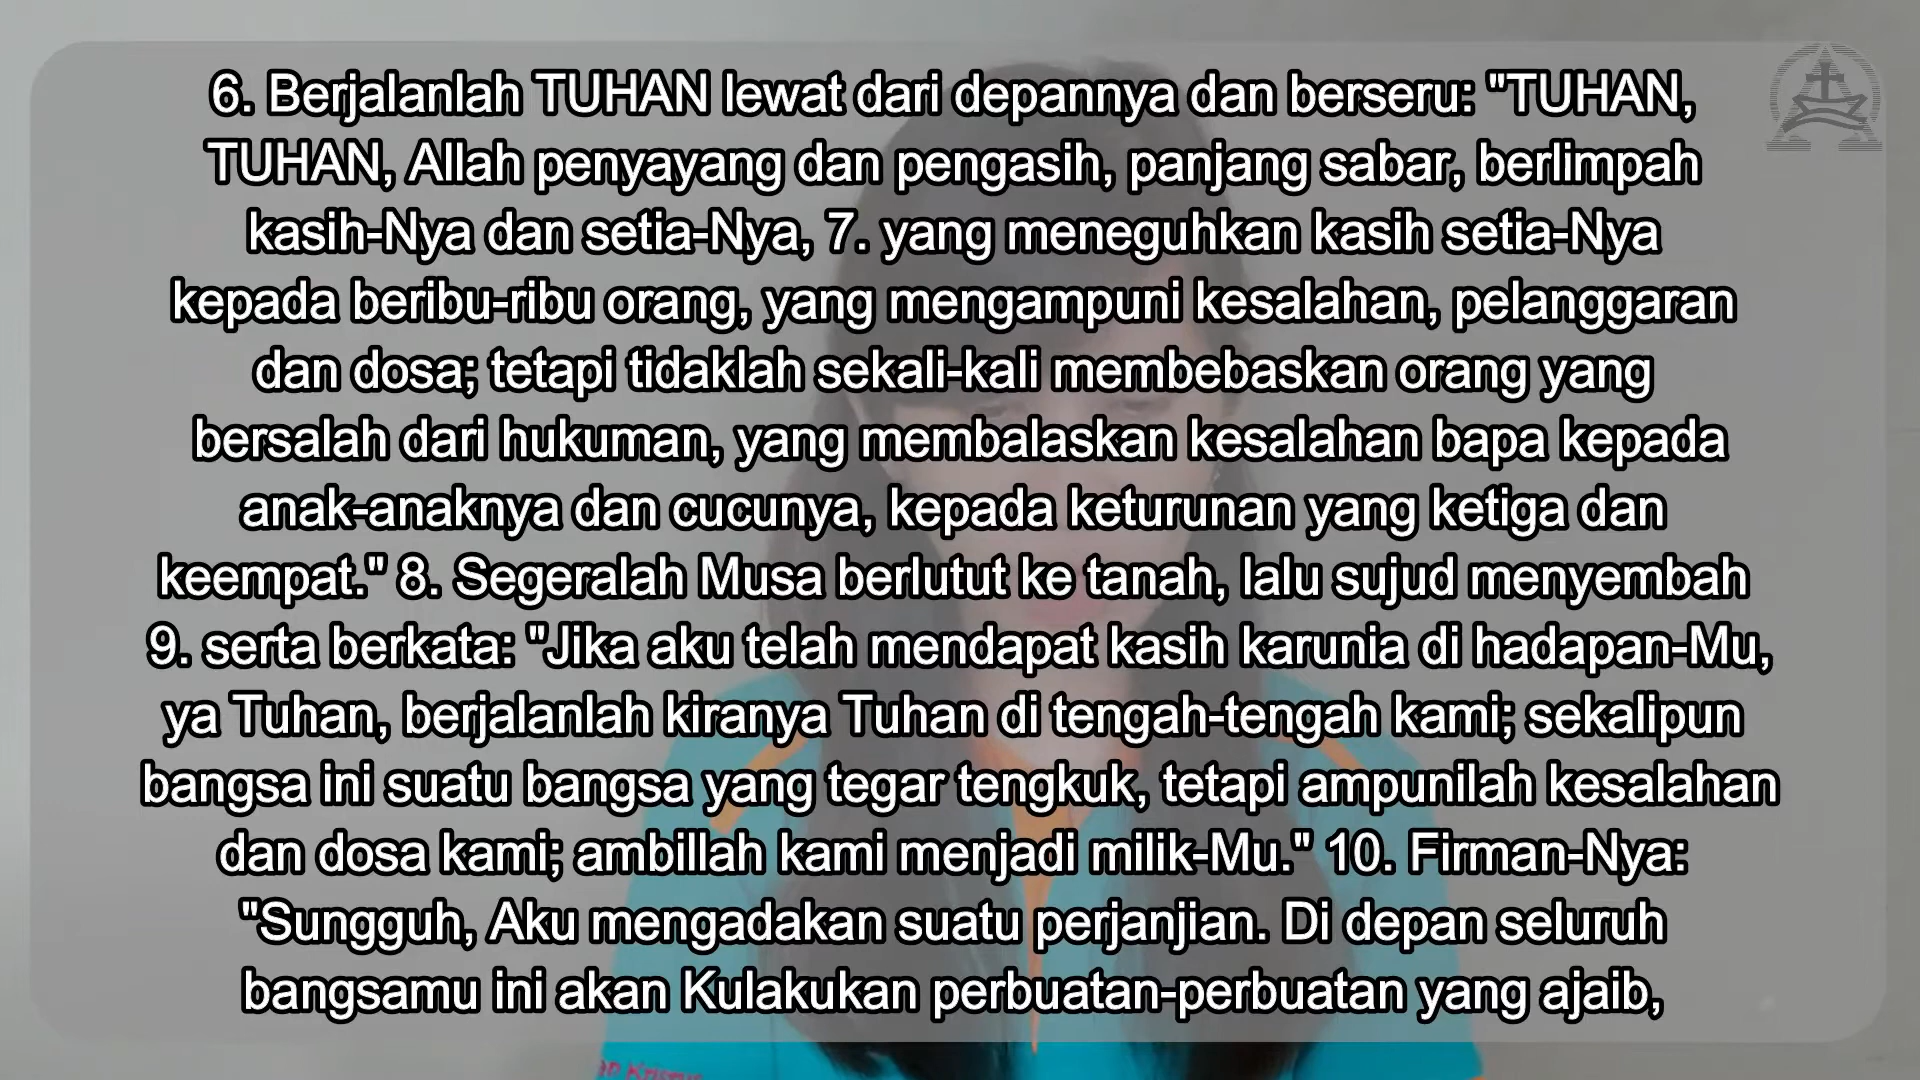 6. Berjalanlah TUHAN lewat dari depannya dan berseru: "TUHAN,
TUHAN, Allah penyayang dan pengasih, panjang sabar, berlimpah
kasih-Nya dan setia-Nya, 7. yang meneguhkan kasih setia-Nya
kepada beribu-ribu orang, yang mengampuni kesalahan, pelanggaran
dan dosa; tetapi tidaklah sekali-kali membebaskan orang yang
bersalah dari hukuman, yang membalaskan kesalahan bapa kepada
anak-anaknya dan cucunya, kepada keturunan yang ketiga dan
keempat." 8. Segeralah Musa berlutut ke tanah, lalu sujud menyembah
9. serta berkata: "Jika aku telah mendapat kasih karunia di hadapan-Mu,
ya Tuhan, berjalanlah kiranya Tuhan di tengah-tengah kami; sekalipun
bangsa ini suatu bangsa yang tegar tengkuk, tetapi ampunilah kesalahan
dan dosa kami; ambillah kami menjadi milik-Mu." 10. Firman-Nya:
"Sungguh, Aku mengadakan suatu perjanjian. Di depan seluruh
bangsamu ini akan Kulakukan perbuatan-perbuatan yang ajaib,